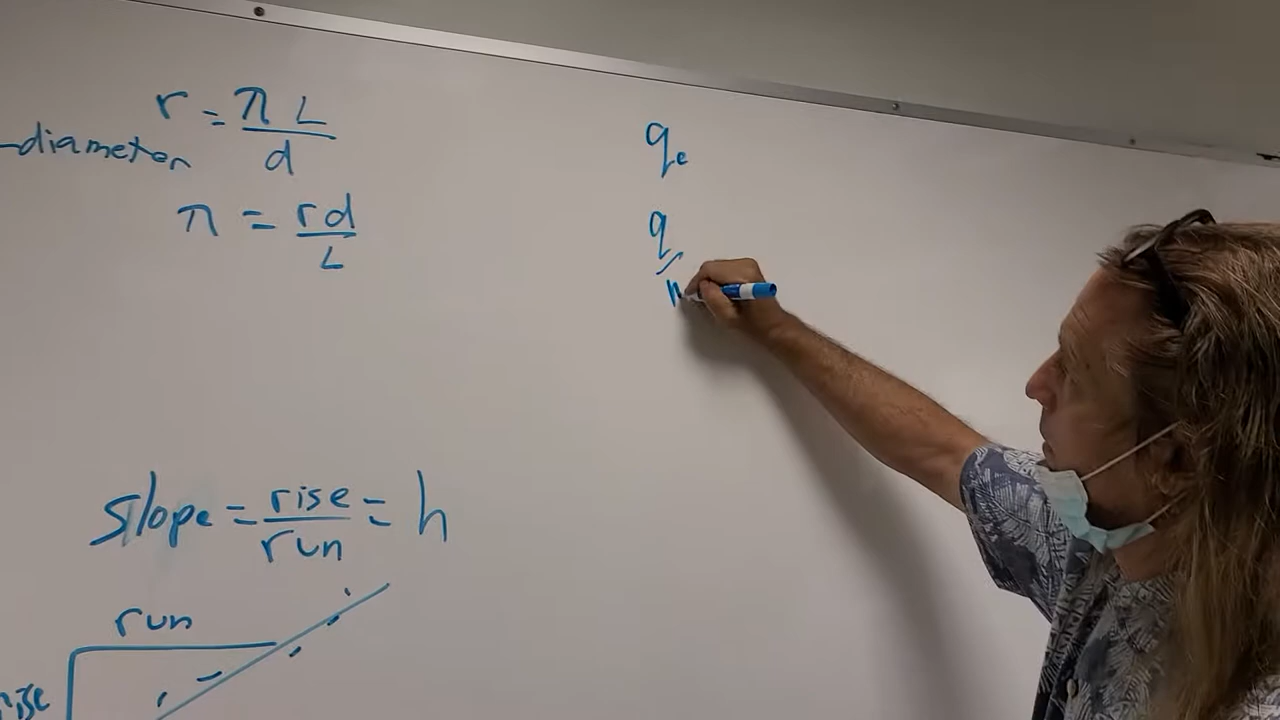 r = π L / d
diameter
π = r d / L
slope = rise / run = h
run
rise
qe
q